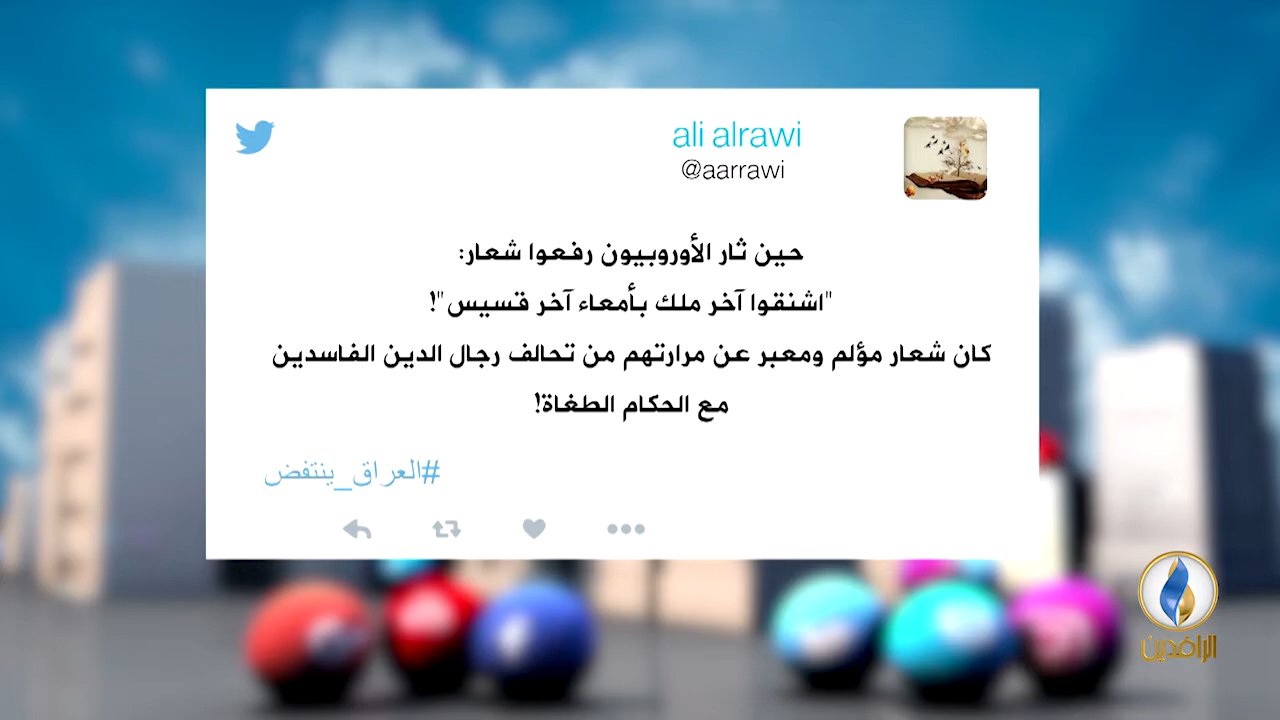 ali alrawi
@aarrawi
حين ثار الأوروبيون رفعوا شعار:
"اشنقوا آخر ملك بأمعاء آخر قسيس"!
كان شعار مؤلم ومعبر عن مرارتهم من تحالف رجال الدين الفاسدين
مع الحكام الطغاة!
#العراق_ينتفض
الرافدين